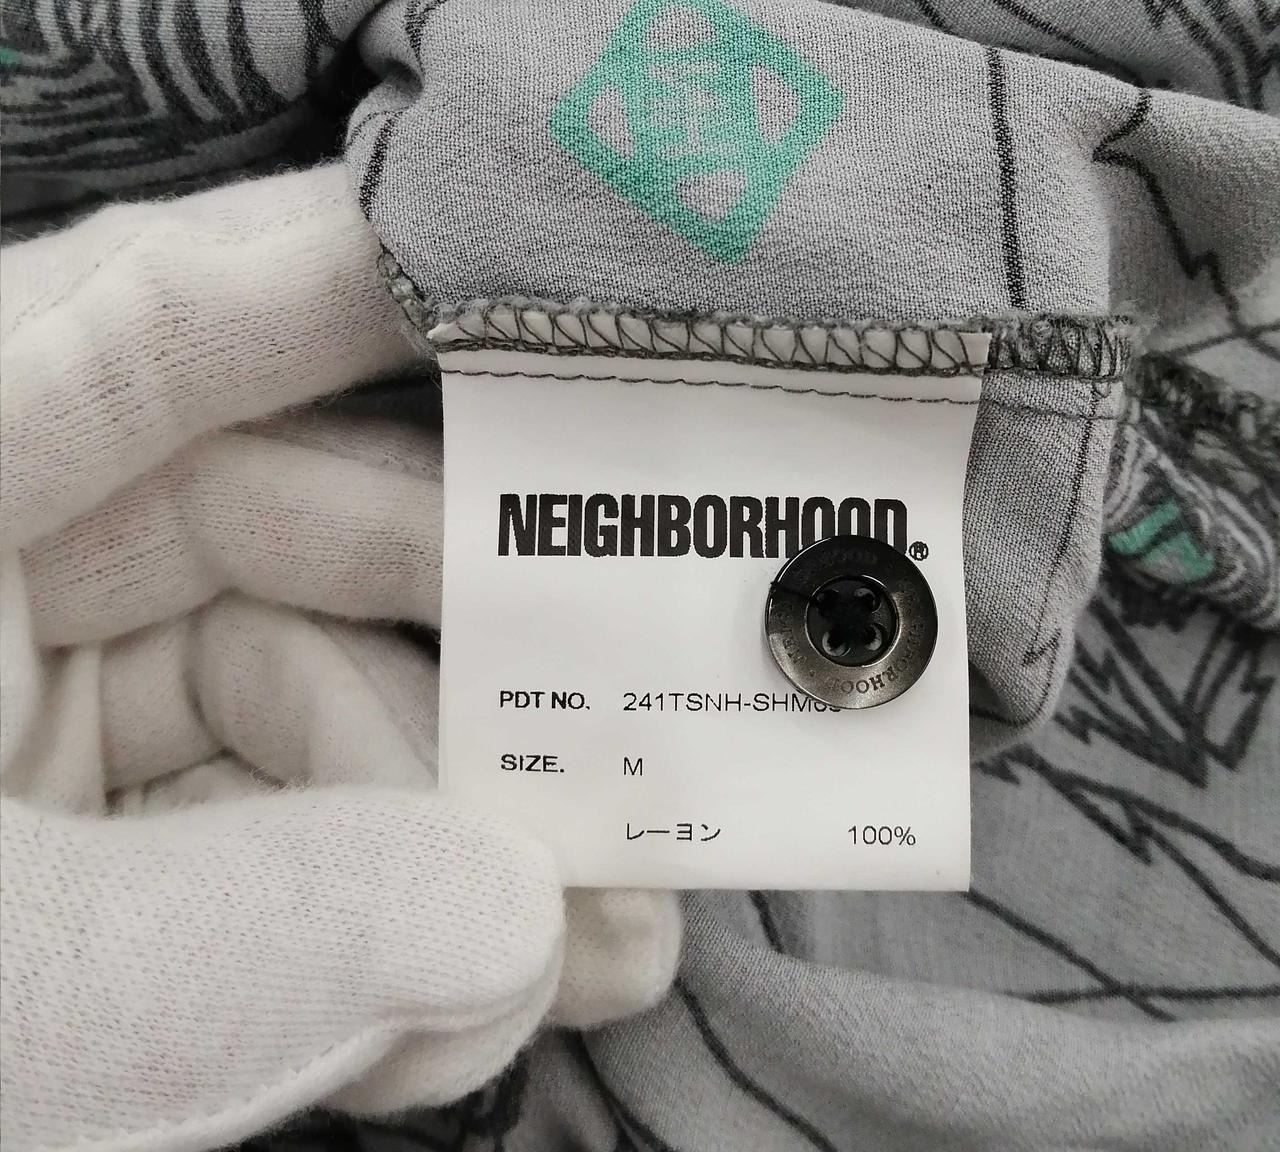 NEIGHBORHOOD®
PDT NO. 241TSNH-SHM
SIZE. M
レーヨン 100%